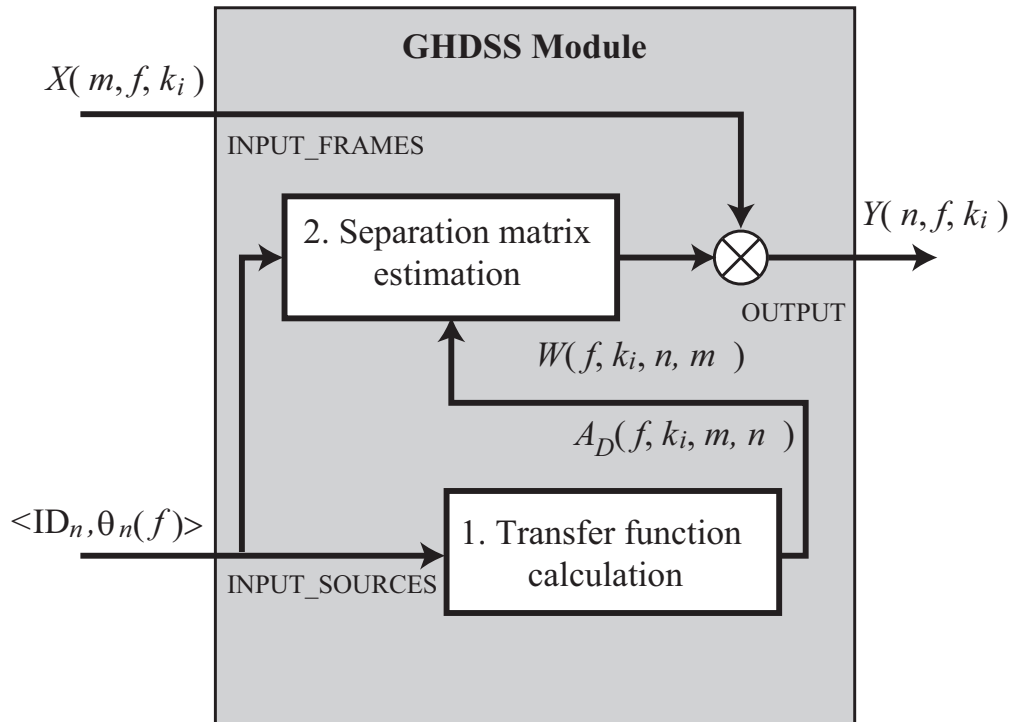 GHDSS Module
X( m, f, k_i )
INPUT_FRAMES
2. Separation matrix
estimation
Y( n, f, k_i )
OUTPUT
W( f, k_i, n, m )
A_D( f, k_i, m, n )
<ID_n, θ_n( f )>
INPUT_SOURCES
1. Transfer function
calculation